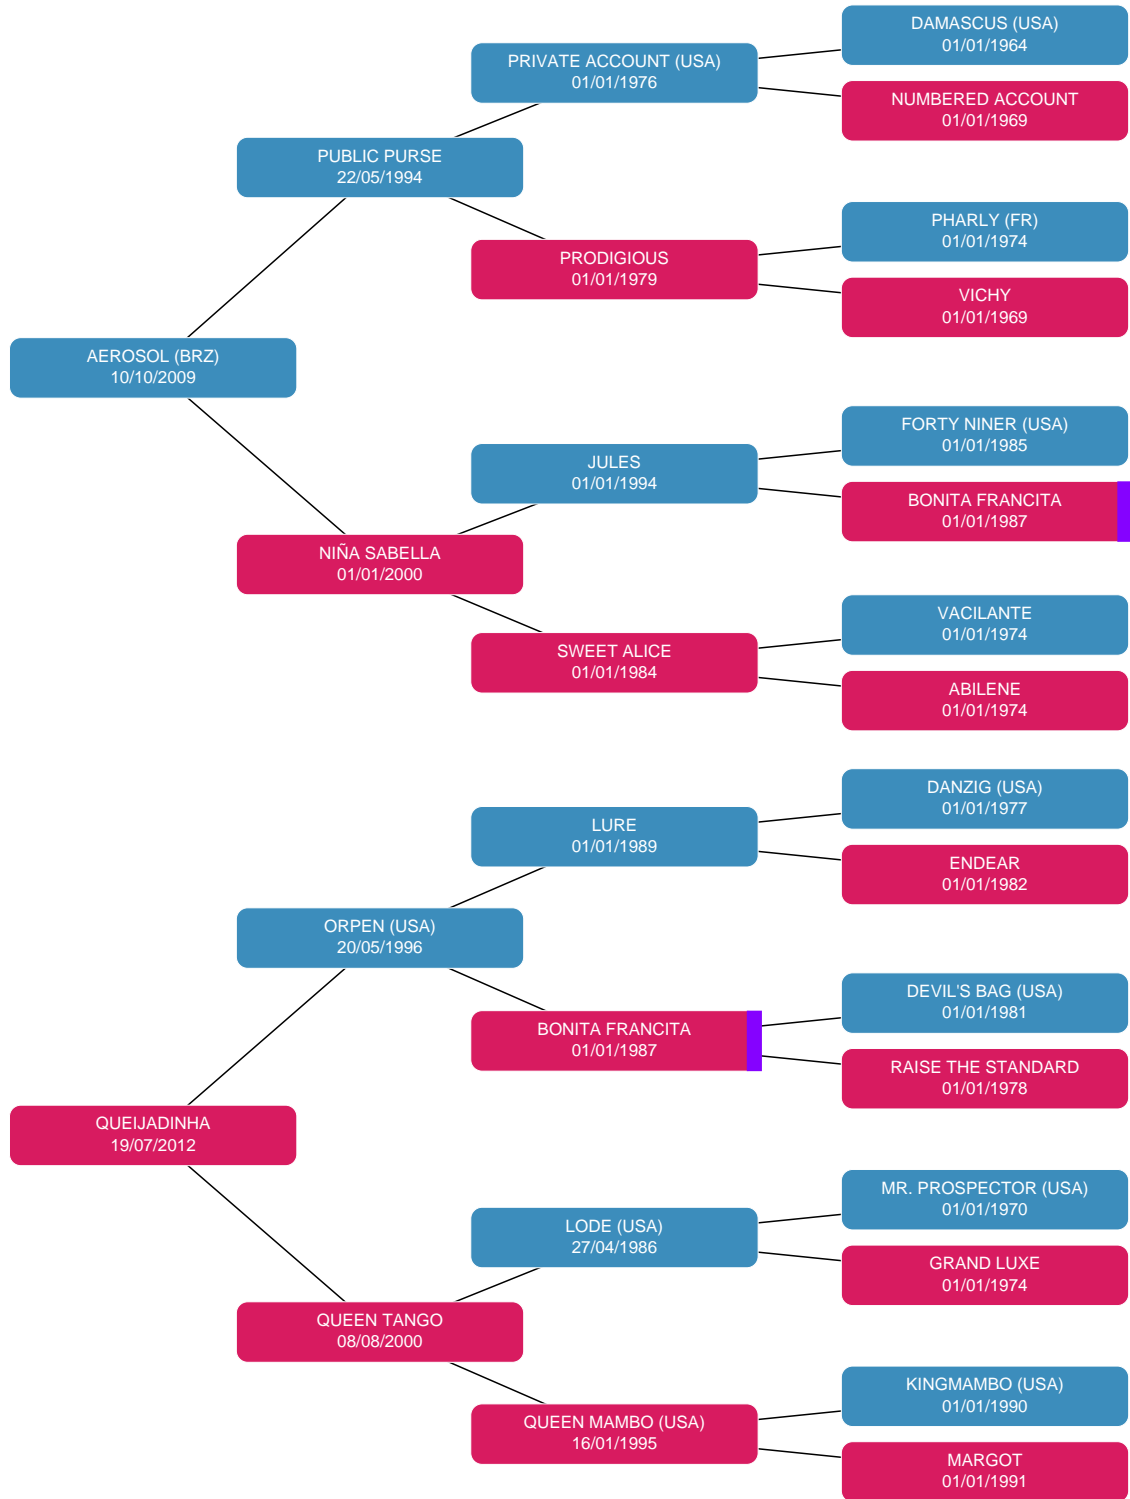 DAMASCUS (USA)
01/01/1964
PRIVATE ACCOUNT (USA)
01/01/1976
NUMBERED ACCOUNT
01/01/1969
PUBLIC PURSE
22/05/1994
PHARLY (FR)
01/01/1974
PRODIGIOUS
01/01/1979
VICHY
01/01/1969
AEROSOL (BRZ)
10/10/2009
FORTY NINER (USA)
01/01/1985
JULES
01/01/1994
BONITA FRANCITA
01/01/1987
NIÑA SABELLA
01/01/2000
VACILANTE
01/01/1974
SWEET ALICE
01/01/1984
ABILENE
01/01/1974
DANZIG (USA)
01/01/1977
LURE
01/01/1989
ENDEAR
01/01/1982
ORPEN (USA)
20/05/1996
DEVIL'S BAG (USA)
01/01/1981
BONITA FRANCITA
01/01/1987
RAISE THE STANDARD
01/01/1978
QUEIJADINHA
19/07/2012
MR. PROSPECTOR (USA)
01/01/1970
LODE (USA)
27/04/1986
GRAND LUXE
01/01/1974
QUEEN TANGO
08/08/2000
KINGMAMBO (USA)
01/01/1990
QUEEN MAMBO (USA)
16/01/1995
MARGOT
01/01/1991